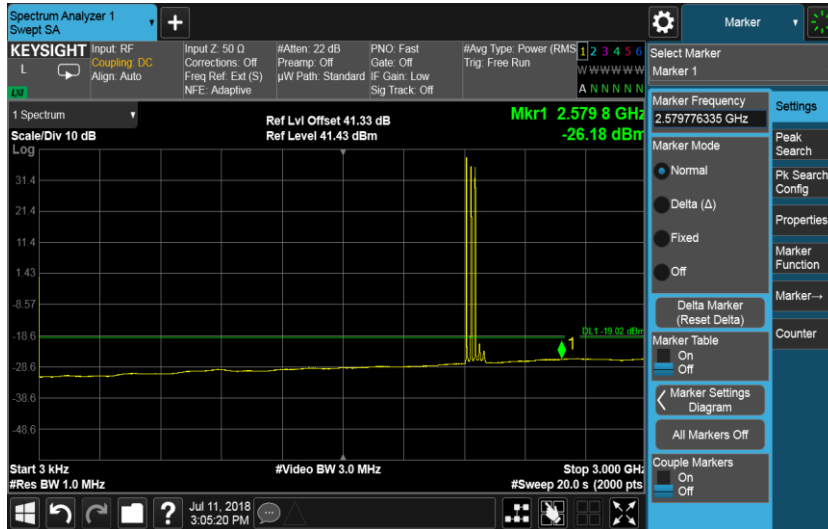 Spectrum Analyzer 1
Swept SA
+
Marker
KEYSIGHT
L
LXI
Input: RF
Coupling: DC
Align: Auto
Input Z: 50 Ω
Corrections: Off
Freq Ref: Ext (S)
NFE: Adaptive
#Atten: 22 dB
Preamp: Off
µW Path: Standard
PNO: Fast
Gate: Off
IF Gain: Low
Sig Track: Off
#Avg Type: Power (RMS
Trig: Free Run
1 2 3 4 5 6
W W W W W W
A N N N N N
Select Marker
Marker 1
1 Spectrum
Scale/Div 10 dB
Log
Ref Lvl Offset 41.33 dB
Ref Level 41.43 dBm
Mkr1 2.579 8 GHz
-26.18 dBm
31.4
21.4
11.4
1.43
-8.57
-18.6
-28.6
-38.6
-48.6
DL1 -19.02 dBm
1
Start 3 kHz
#Res BW 1.0 MHz
#Video BW 3.0 MHz
Stop 3.000 GHz
#Sweep 20.0 s (2000 pts
Marker Frequency
2.579776335 GHz
Marker Mode
Normal
Delta (Δ)
Fixed
Off
Delta Marker
(Reset Delta)
Marker Table
On
Off
Marker Settings
Diagram
All Markers Off
Couple Markers
On
Off
Settings
Peak
Search
Pk Search
Config
Properties
Marker
Function
Marker→
Counter
?
Jul 11, 2018
3:05:20 PM